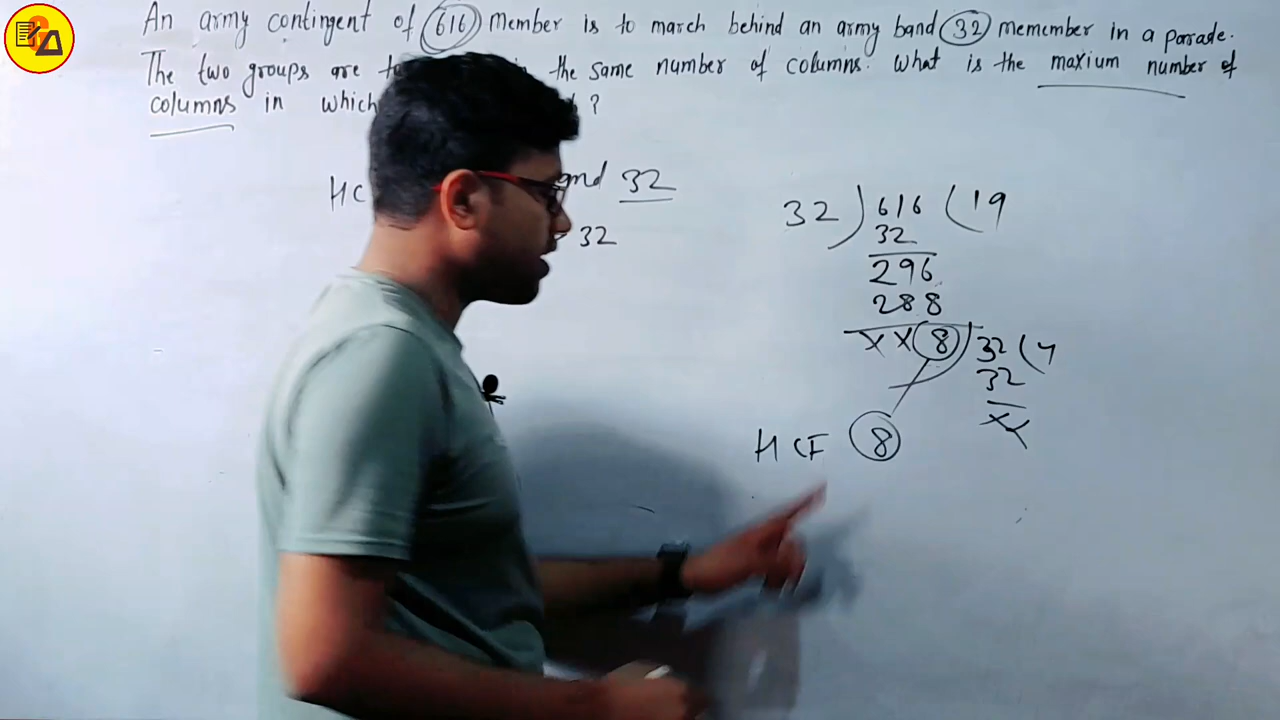 An army contingent of 616 Member is to march behind an army band 32 memember in a parade.
The two groups are the same number of columns. What is the maxium number of
columns in which ?
HC and 32
32
32 ) 616 ( 19
32
296
288
x x 8 ) 32 ( 4
32
x x
HCF 8